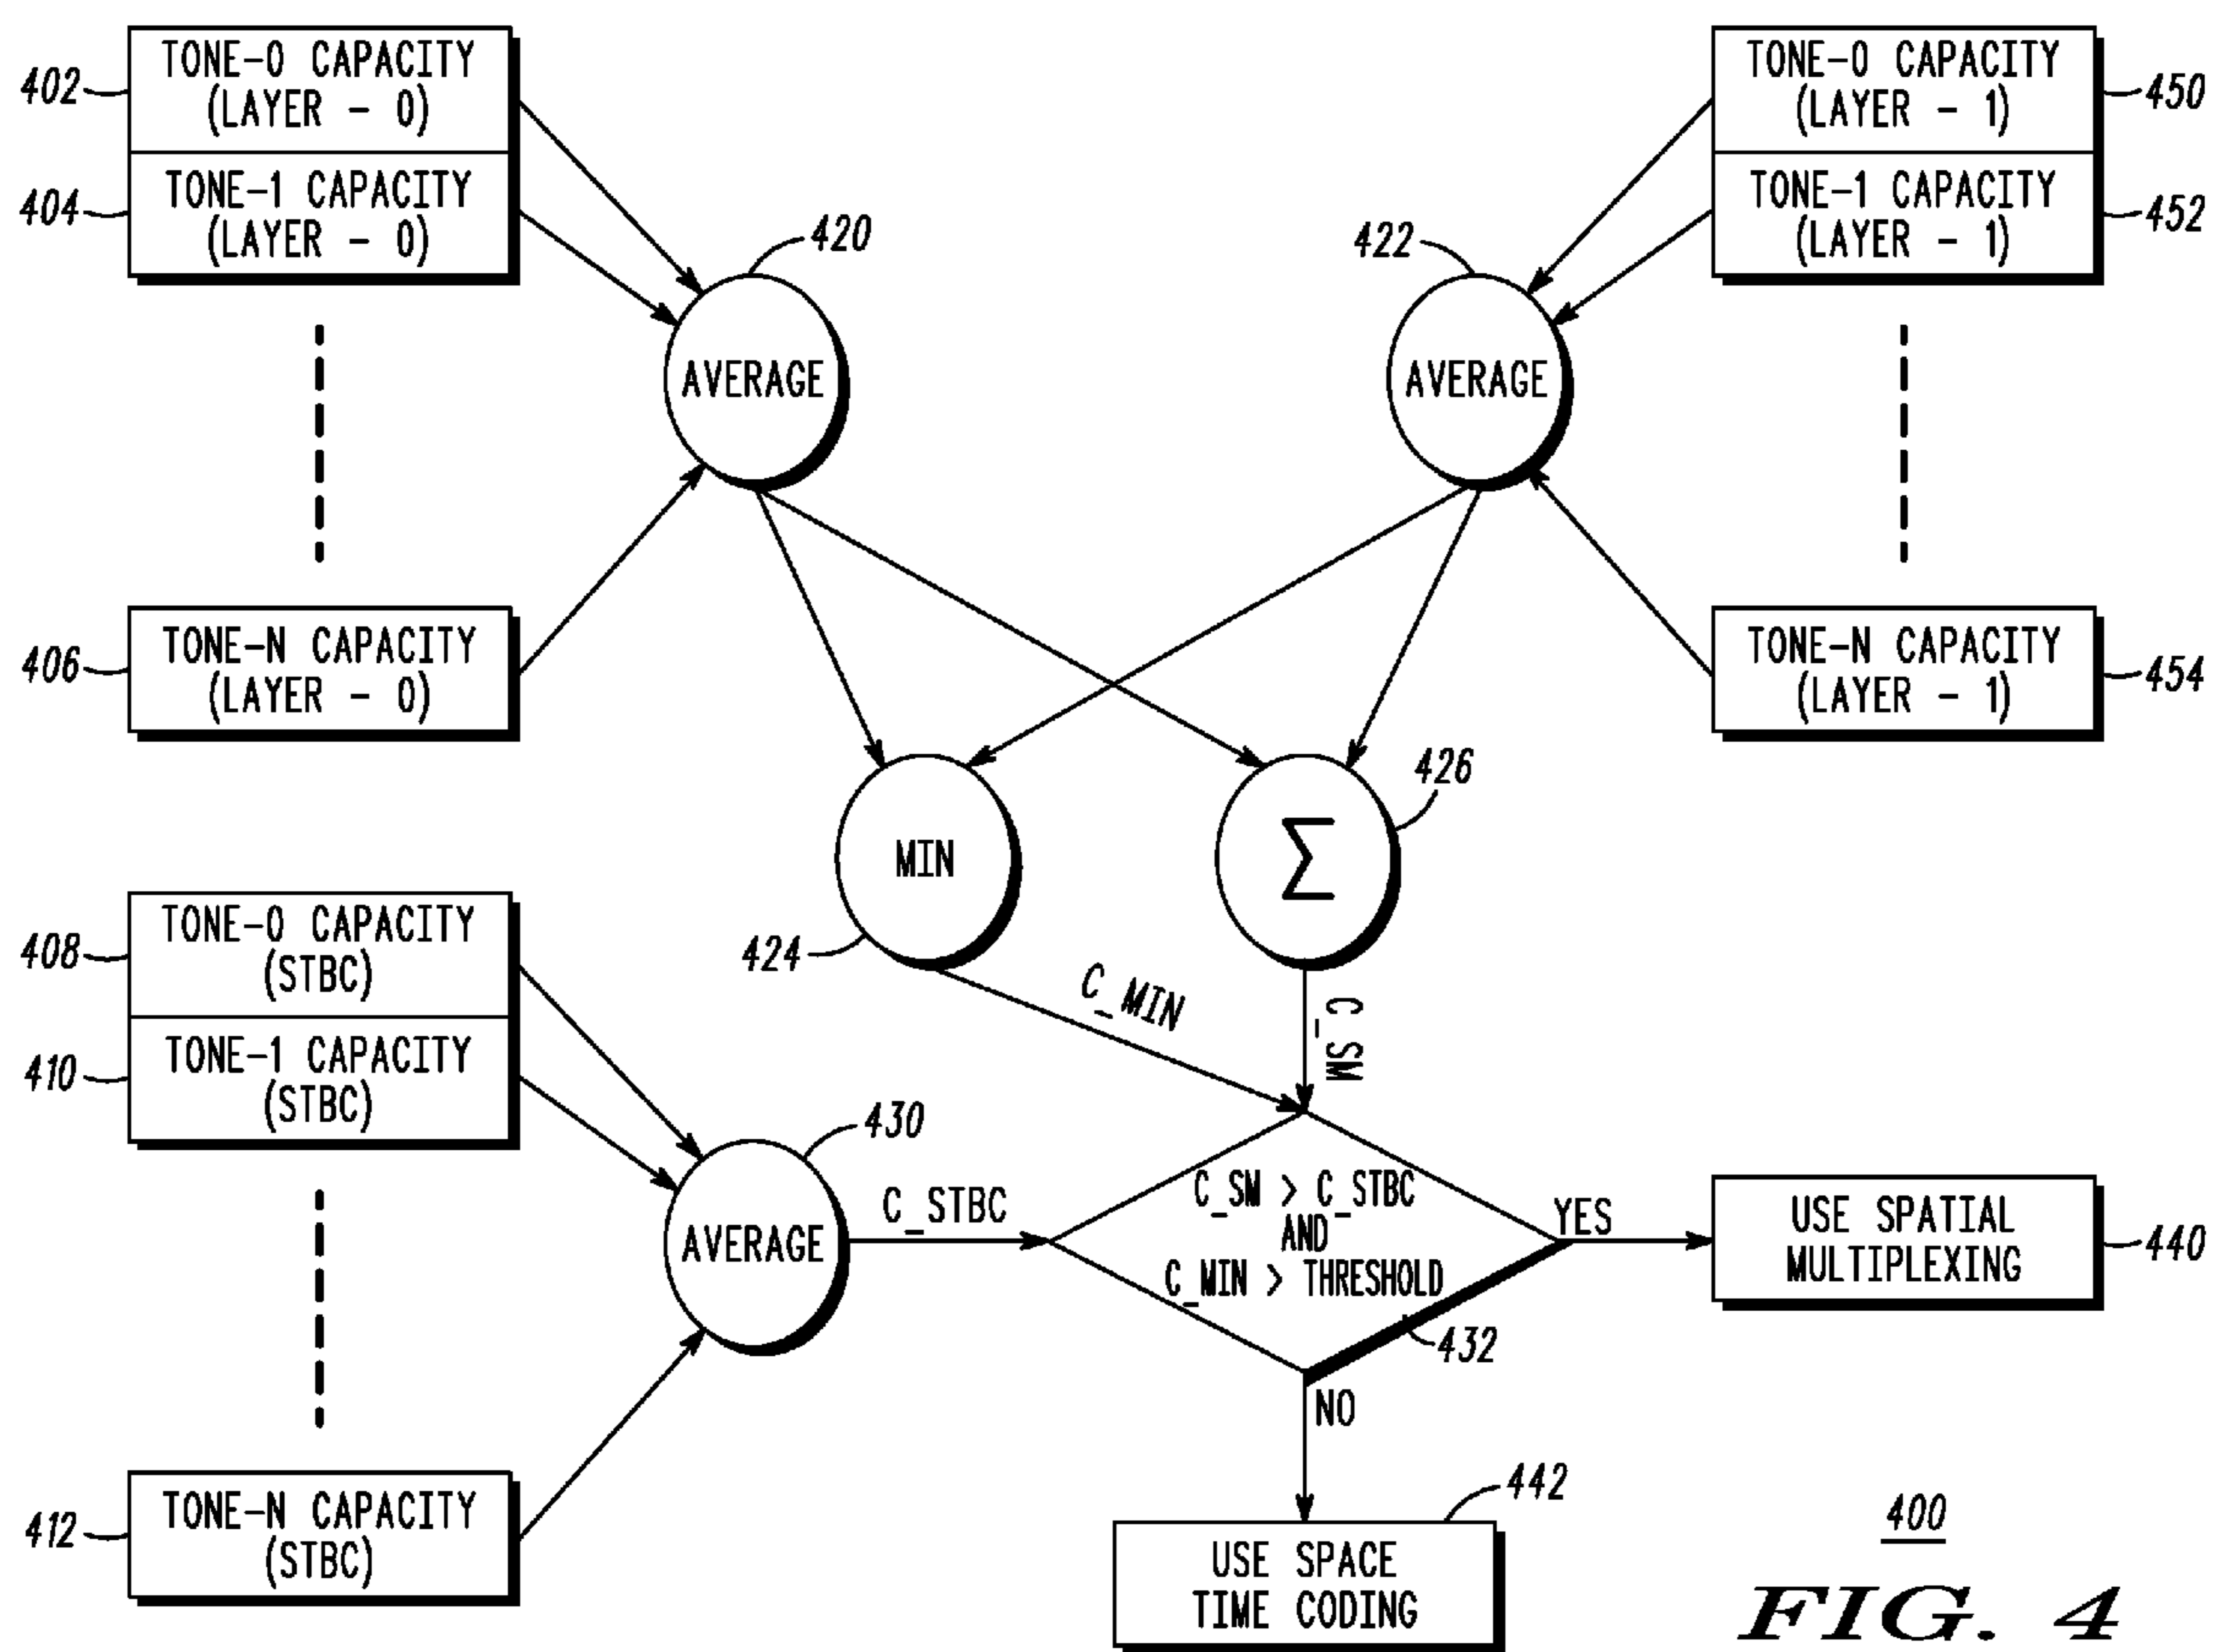 402
TONE-0 CAPACITY
(LAYER - 0)
404
TONE-1 CAPACITY
(LAYER - 0)
TONE-0 CAPACITY
(LAYER - 1)
450
TONE-1 CAPACITY
(LAYER - 1)
452
420
AVERAGE
422
AVERAGE
406
TONE-N CAPACITY
(LAYER - 0)
TONE-N CAPACITY
(LAYER - 1)
454
MIN
424
Σ
426
C_MIN
C_SM
408
TONE-0 CAPACITY
(STBC)
410
TONE-1 CAPACITY
(STBC)
430
AVERAGE
C_STBC
C_SM > C_STBC
AND
C_MIN > THRESHOLD
432
YES
USE SPATIAL
MULTIPLEXING
440
NO
412
TONE-N CAPACITY
(STBC)
442
USE SPACE
TIME CODING
400
FIG. 4